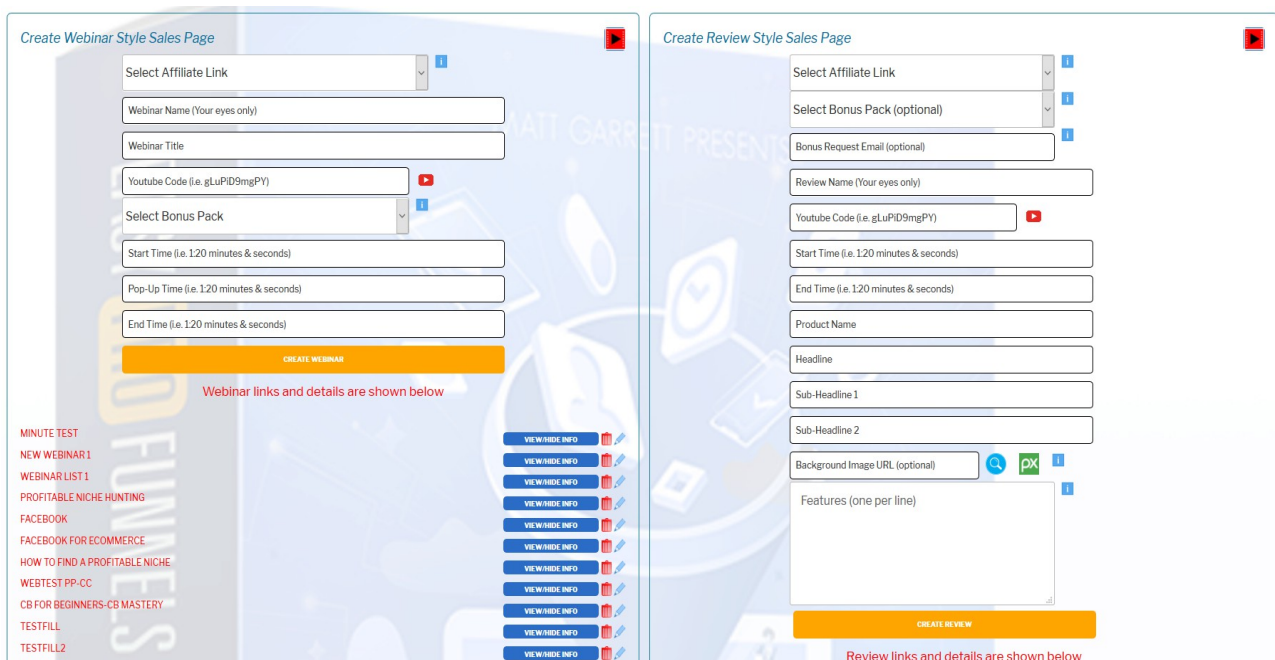 Create Webinar Style Sales Page
Select Affiliate Link
Webinar Name (Your eyes only)
Webinar Title
Youtube Code (i.e. gLuPiD9mgPY)
Select Bonus Pack
Start Time (i.e. 1:20 minutes & seconds)
Pop-Up Time (i.e. 1:20 minutes & seconds)
End Time (i.e. 1:20 minutes & seconds)
CREATE WEBINAR
Webinar links and details are shown below
MINUTE TEST
VIEW/HIDE INFO
NEW WEBINAR 1
VIEW/HIDE INFO
WEBINAR LIST 1
VIEW/HIDE INFO
PROFITABLE NICHE HUNTING
VIEW/HIDE INFO
FACEBOOK
VIEW/HIDE INFO
FACEBOOK FOR ECOMMERCE
VIEW/HIDE INFO
HOW TO FIND A PROFITABLE NICHE
VIEW/HIDE INFO
WEBTEST PP-CC
VIEW/HIDE INFO
CB FOR BEGINNERS-CB MASTERY
VIEW/HIDE INFO
TESTFILL
VIEW/HIDE INFO
TESTFILL2
VIEW/HIDE INFO
Create Review Style Sales Page
Select Affiliate Link
Select Bonus Pack (optional)
Bonus Request Email (optional)
Review Name (Your eyes only)
Youtube Code (i.e. gLuPiD9mgPY)
Start Time (i.e. 1:20 minutes & seconds)
End Time (i.e. 1:20 minutes & seconds)
Product Name
Headline
Sub-Headline 1
Sub-Headline 2
Background Image URL (optional)
px
Features (one per line)
CREATE REVIEW
Review links and details are shown below
MATT GARRETT PRESENTS
FUNNELS